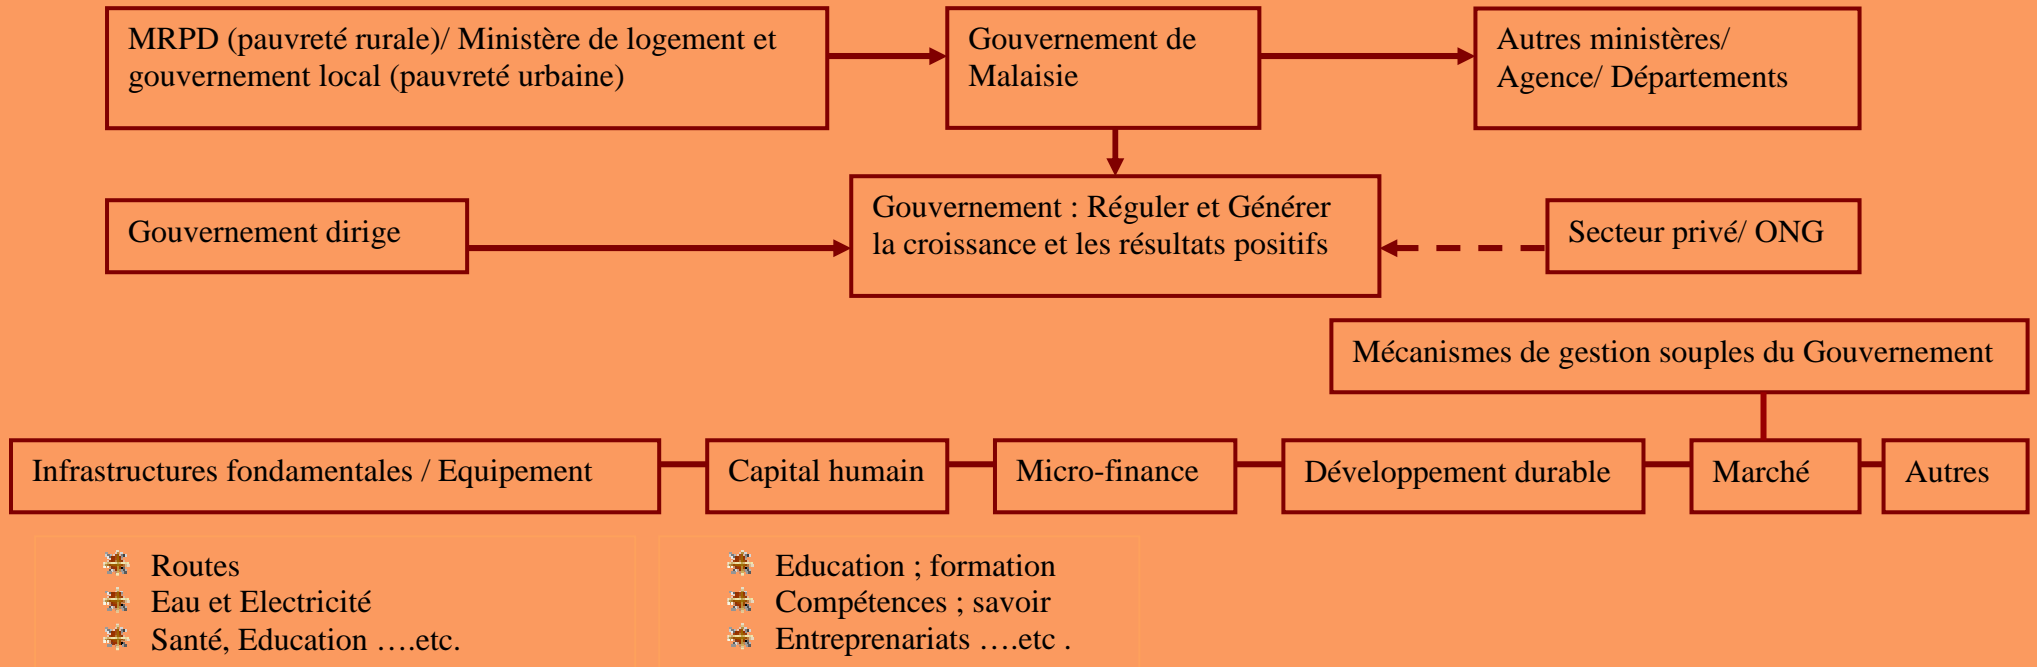 MRPD (pauvreté rurale)/ Ministère de logement et
gouvernement local (pauvreté urbaine)
Gouvernement de
Malaisie
Autres ministères/
Agence/ Départements
Gouvernement dirige
Gouvernement : Réguler et Générer
la croissance et les résultats positifs
Secteur privé/ ONG
Mécanismes de gestion souples du Gouvernement
Infrastructures fondamentales / Equipement
Capital humain
Micro-finance
Développement durable
Marché
Autres
Routes
Eau et Electricité
Santé, Education ….etc.
Education ; formation
Compétences ; savoir
Entreprenariats ….etc .